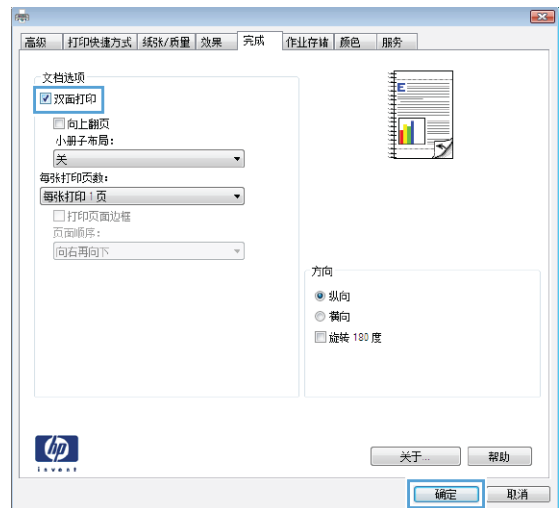 高级 打印快捷方式 纸张/质量 效果 完成 作业存储 颜色 服务
文档选项
双面打印
向上翻页
小册子布局：
关
每张打印页数：
每张打印 1 页
打印页面边框
页面顺序：
向右再向下
E
方向
纵向
横向
旋转 180 度
hp
invent
关于... 帮助
确定 取消